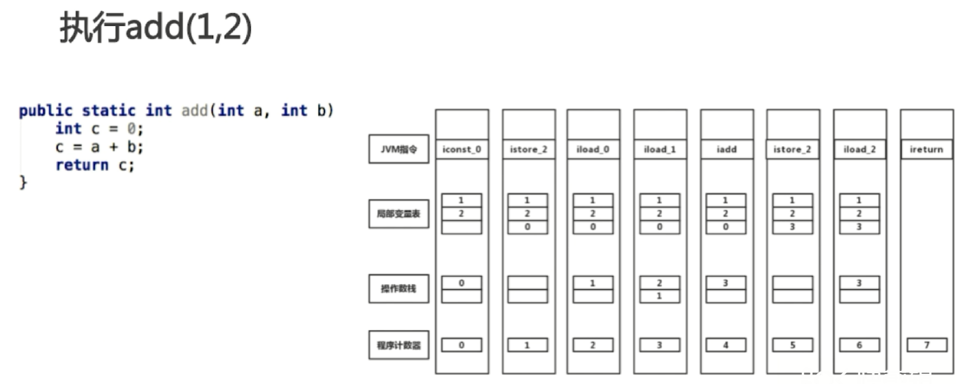 执行add(1,2)
public static int add(int a, int b)
int c = 0;
c = a + b;
return c;
}
JVM指令 iconst_0 istore_2 iload_0 iload_1 iadd istore_2 iload_2 ireturn
局部变量表
1 1 1 1 1 1 1
2 2 2 2 2 2 2
0 0 0 0 3 3
操作数栈
0 1 2 3 3
1
程序计数器 0 1 2 3 4 5 6 7